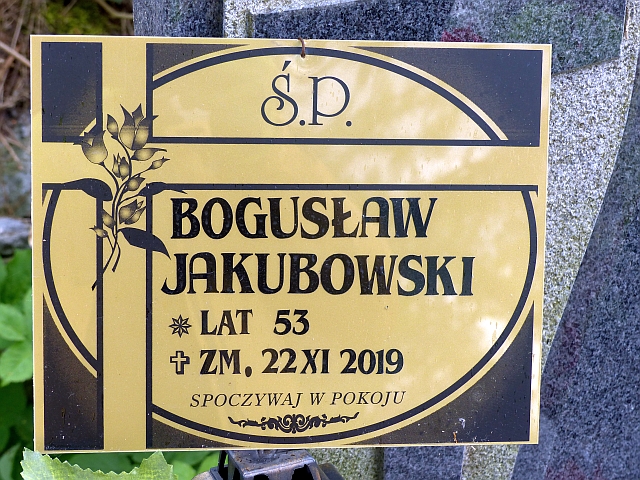 Ś.P.
BOGUSŁAW
JAKUBOWSKI
LAT 53
ZM. 22 XI 2019
SPOCZYWAJ W POKOJU